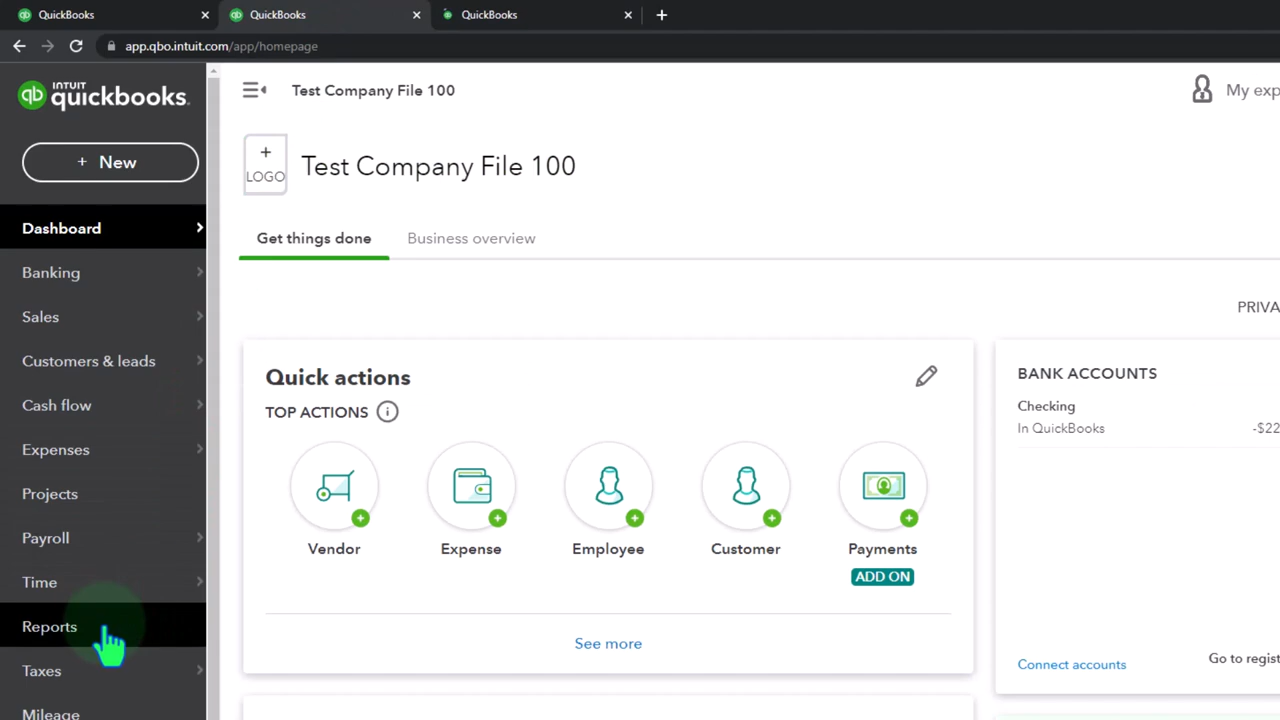 QuickBooks
QuickBooks
QuickBooks
app.qbo.intuit.com/app/homepage
INTUIT
qb quickbooks.
+ New
Dashboard
Banking
Sales
Customers & leads
Cash flow
Expenses
Projects
Payroll
Time
Reports
Taxes
Mileage
Test Company File 100
My exp
+
LOGO
Test Company File 100
Get things done
Business overview
PRIVA
Quick actions
TOP ACTIONS
Vendor
Expense
Employee
Customer
Payments
ADD ON
See more
BANK ACCOUNTS
Checking
In QuickBooks
-$22
Connect accounts
Go to regist